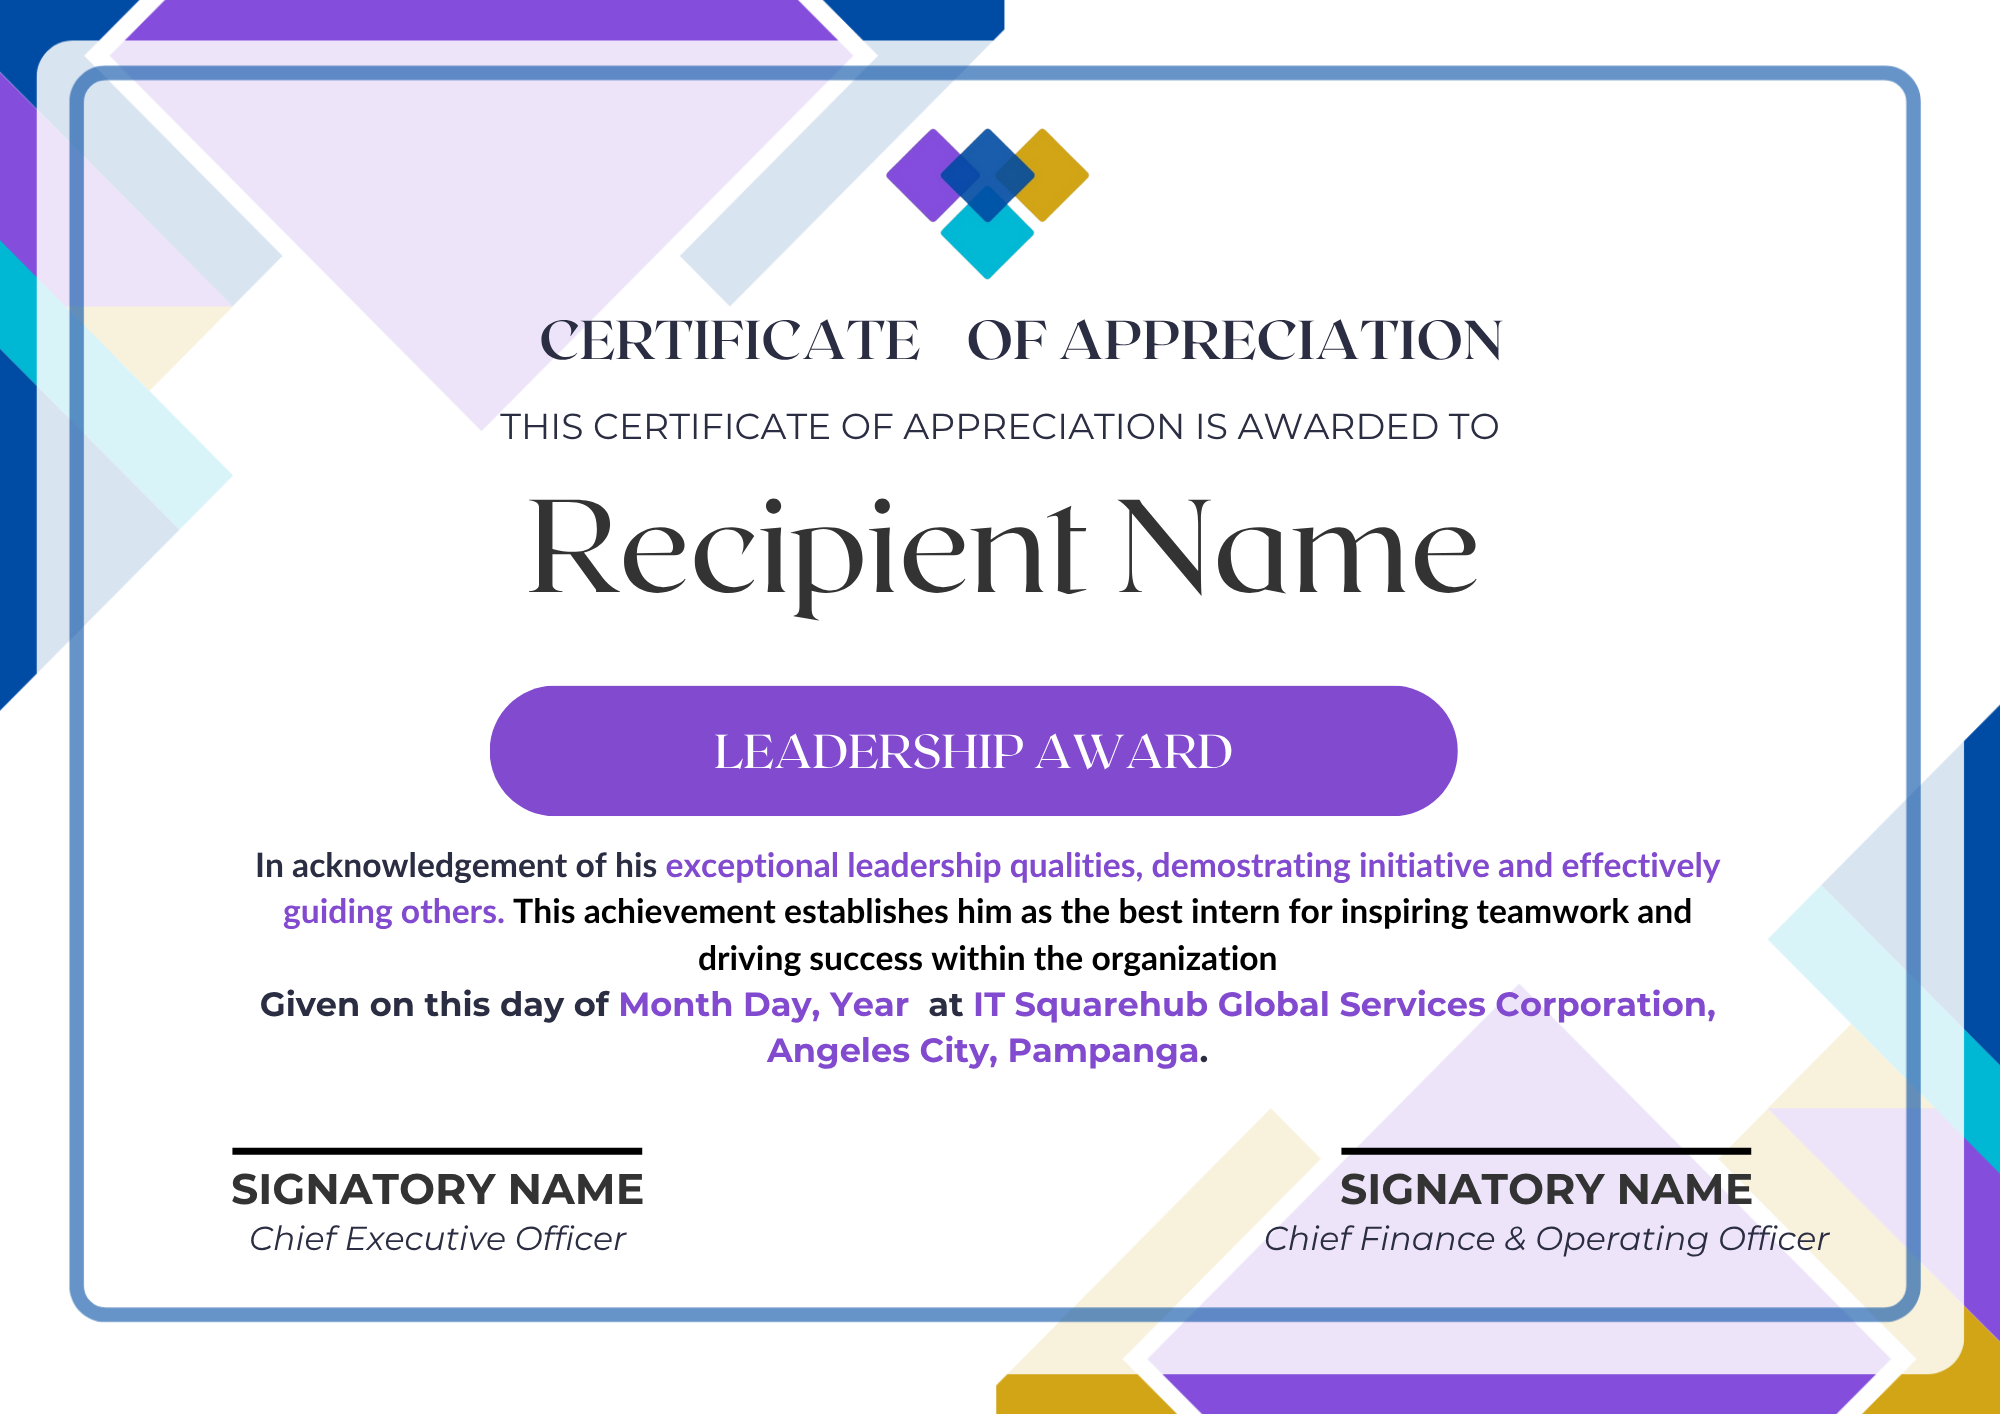 CERTIFICATE OF APPRECIATION
THIS CERTIFICATE OF APPRECIATION IS AWARDED TO
Recipient Name
LEADERSHIP AWARD
In acknowledgement of his exceptional leadership qualities, demostrating initiative and effectively
guiding others. This achievement establishes him as the best intern for inspiring teamwork and
driving success within the organization
Given on this day of Month Day, Year at IT Squarehub Global Services Corporation,
Angeles City, Pampanga.
SIGNATORY NAME
Chief Executive Officer
SIGNATORY NAME
Chief Finance & Operating Officer